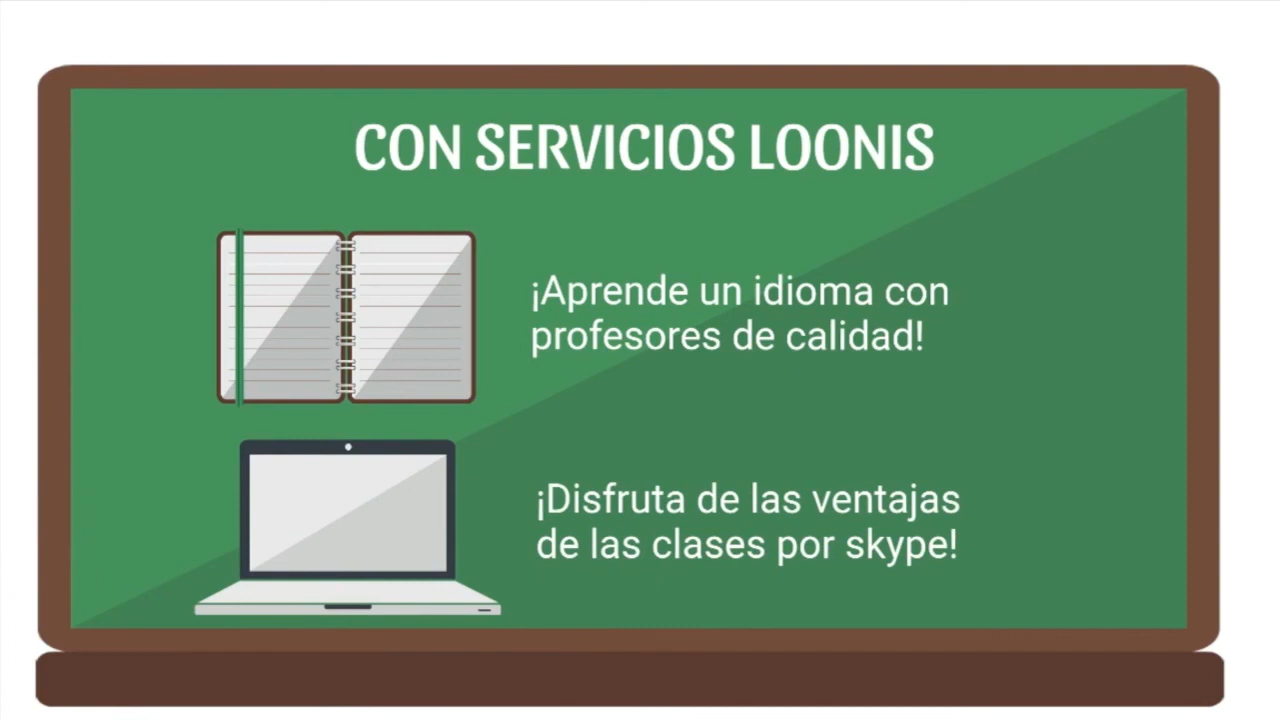 CON SERVICIOS LOONIS
¡Aprende un idioma con
profesores de calidad!
¡Disfruta de las ventajas
de las clases por skype!